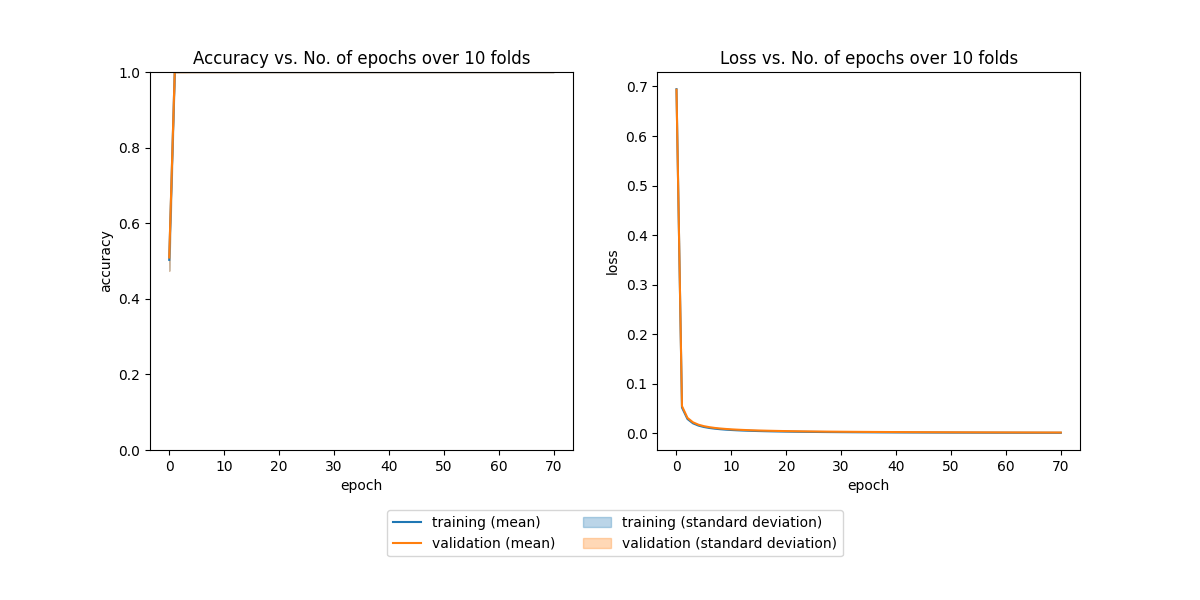 Accuracy vs. No. of epochs over 10 folds
1.0
0.8
0.6
0.4
0.2
0.0
accuracy
0 10 20 30 40 50 60 70
epoch
Loss vs. No. of epochs over 10 folds
0.7
0.6
0.5
0.4
0.3
0.2
0.1
0.0
loss
0 10 20 30 40 50 60 70
epoch
training (mean)
validation (mean)
training (standard deviation)
validation (standard deviation)